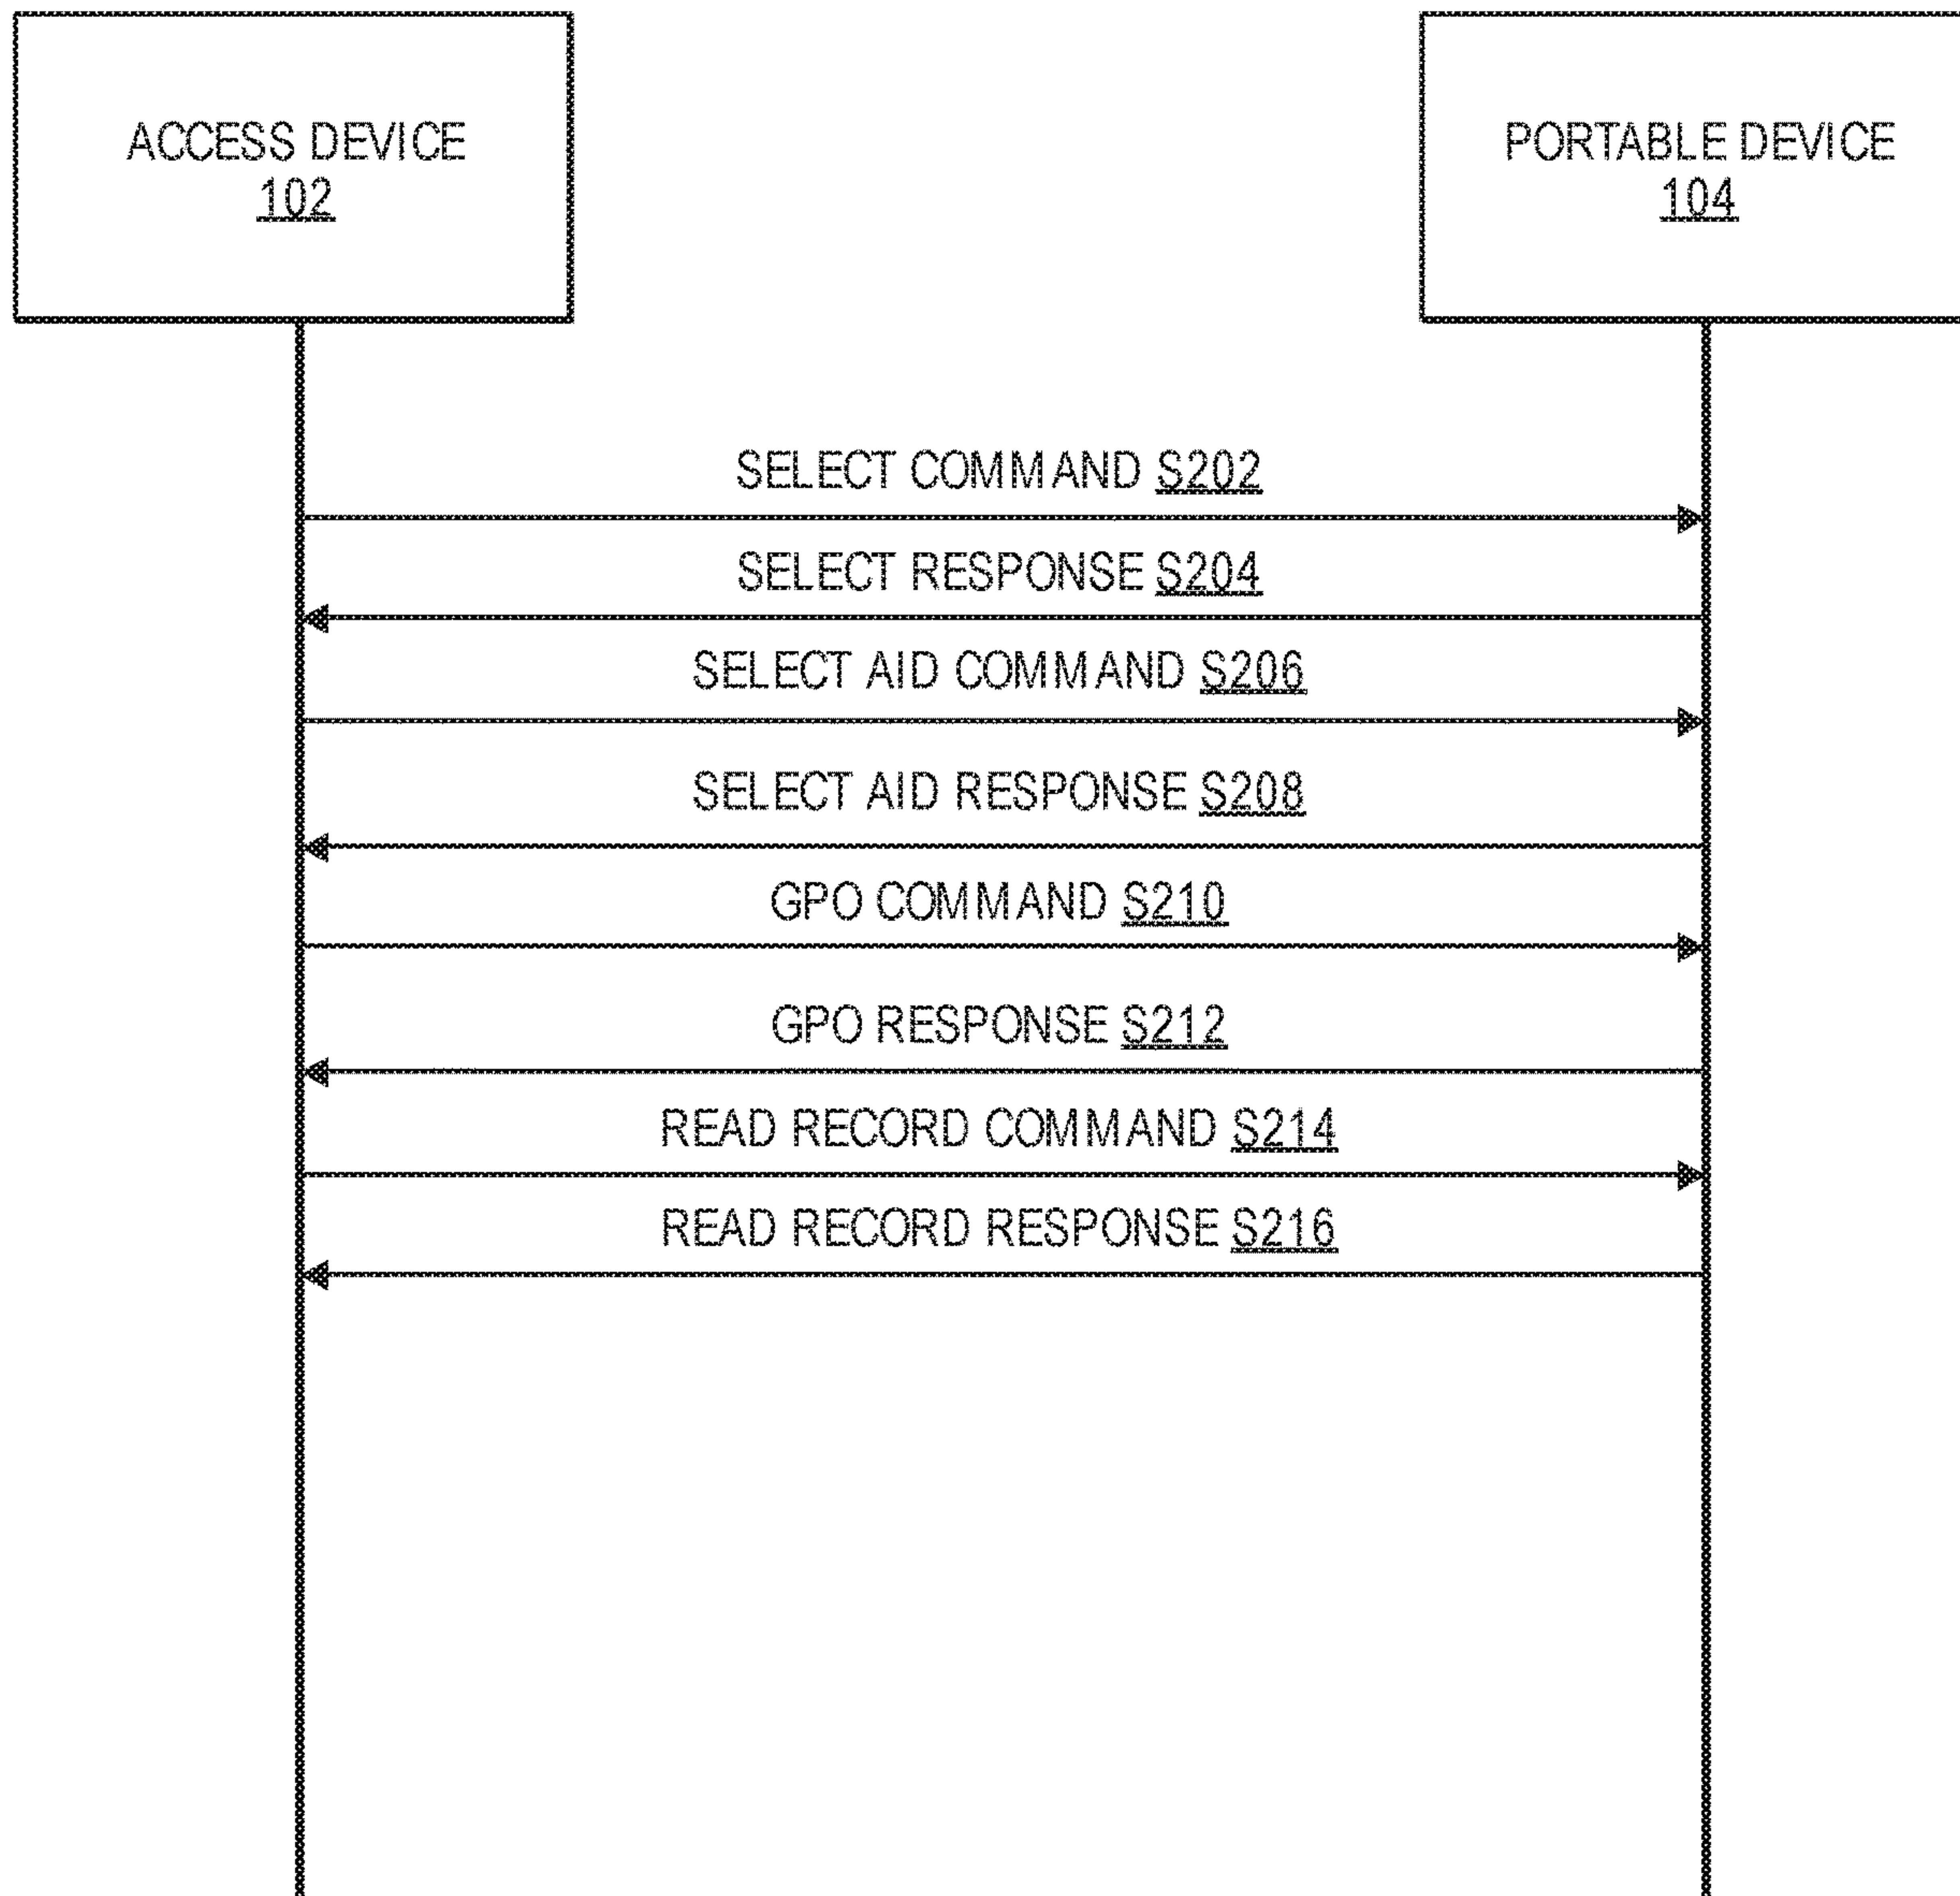 ACCESS DEVICE
102
PORTABLE DEVICE
104
SELECT COMMAND S202
SELECT RESPONSE S204
SELECT AID COMMAND S206
SELECT AID RESPONSE S208
GPO COMMAND S210
GPO RESPONSE S212
READ RECORD COMMAND S214
READ RECORD RESPONSE S216